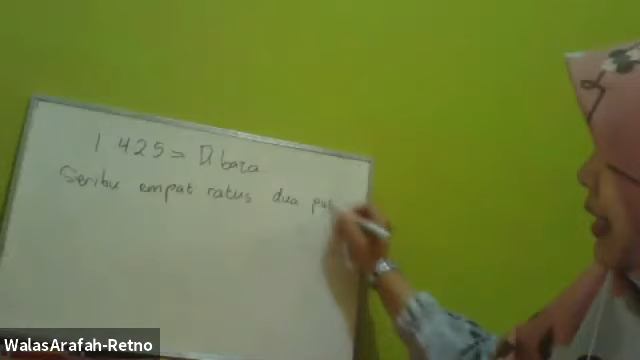 1 425 = Dibaca
Seribu empat ratus dua pul
WalasArafah-Retno